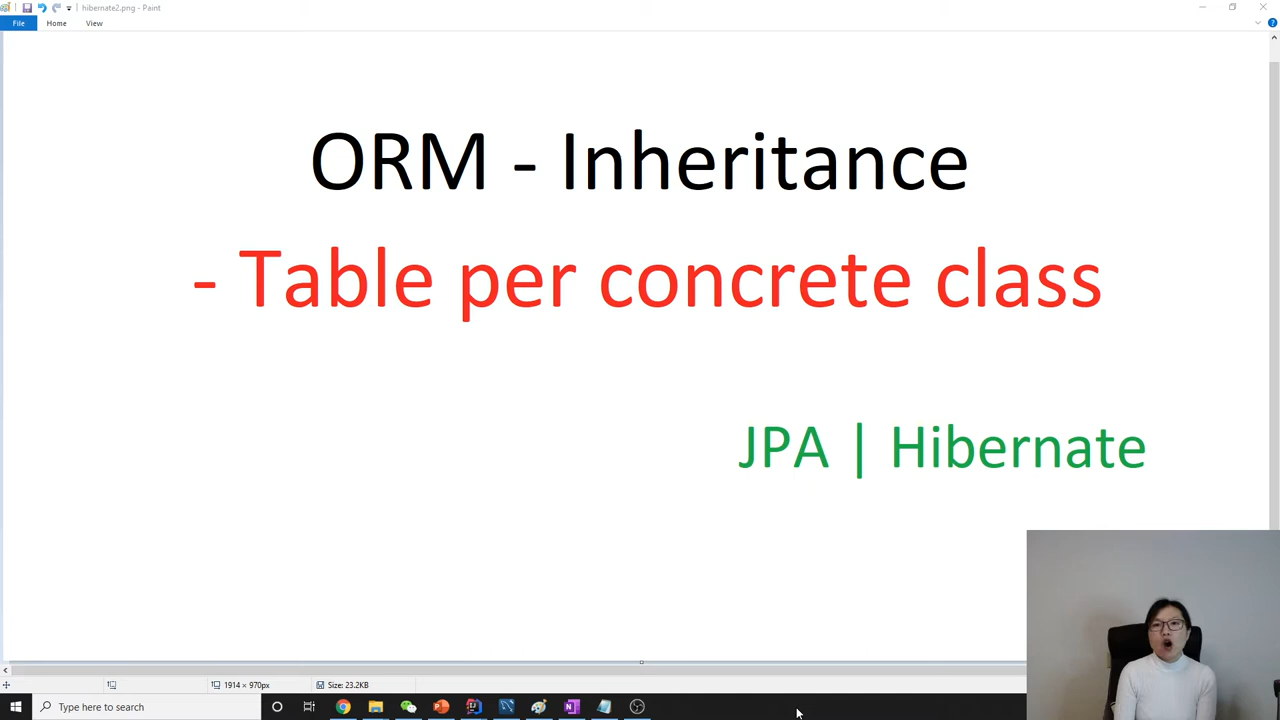 hibernate2.png - Paint
File Home View
ORM - Inheritance
- Table per concrete class
JPA | Hibernate
1914 × 970px Size: 23.2KB
Type here to search